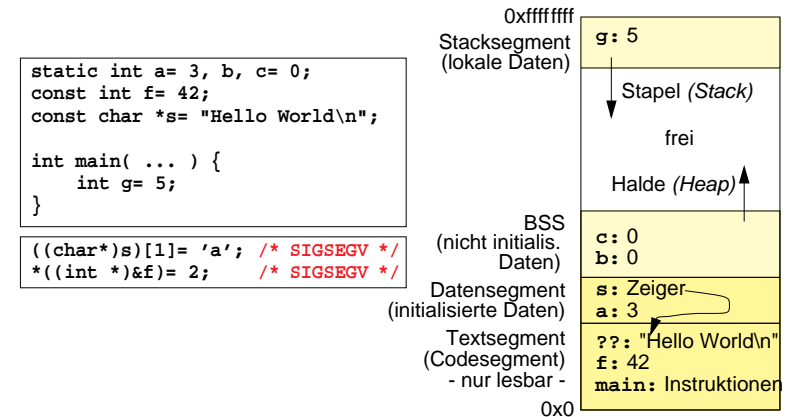 static int a= 3, b, c= 0;
const int f= 42;
const char *s= "Hello World\n";
int main( ... ) {
int g= 5;
}
((char*)s)[1]= 'a'; /* SIGSEGV */
*((int *)&f)= 2; /* SIGSEGV */
0xffffffff
Stacksegment
(lokale Daten)
g: 5
Stapel (Stack)
frei
Halde (Heap)
BSS
(nicht initialis.
Daten)
c: 0
b: 0
Datensegment
(initialisierte Daten)
s: Zeiger
a: 3
Textsegment
(Codesegment)
- nur lesbar -
??: "Hello World\n"
f: 42
main: Instruktionen
0x0